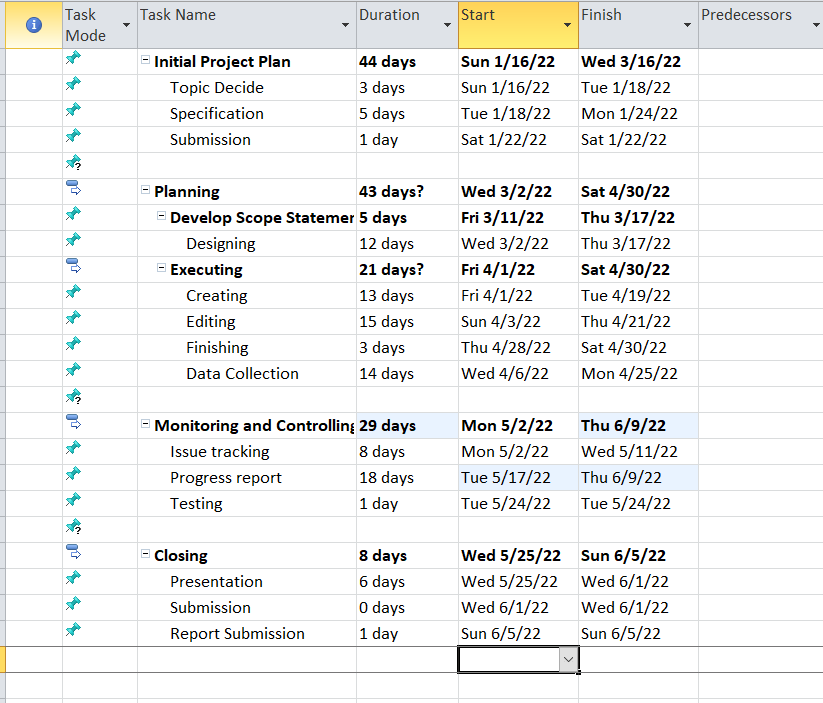 Task Mode Task Name Duration Start Finish Predecessors
Initial Project Plan 44 days Sun 1/16/22 Wed 3/16/22
Topic Decide 3 days Sun 1/16/22 Tue 1/18/22
Specification 5 days Tue 1/18/22 Mon 1/24/22
Submission 1 day Sat 1/22/22 Sat 1/22/22
?
Planning 43 days? Wed 3/2/22 Sat 4/30/22
Develop Scope Statemer 5 days Fri 3/11/22 Thu 3/17/22
Designing 12 days Wed 3/2/22 Thu 3/17/22
Executing 21 days? Fri 4/1/22 Sat 4/30/22
Creating 13 days Fri 4/1/22 Tue 4/19/22
Editing 15 days Sun 4/3/22 Thu 4/21/22
Finishing 3 days Thu 4/28/22 Sat 4/30/22
Data Collection 14 days Wed 4/6/22 Mon 4/25/22
?
Monitoring and Controlling 29 days Mon 5/2/22 Thu 6/9/22
Issue tracking 8 days Mon 5/2/22 Wed 5/11/22
Progress report 18 days Tue 5/17/22 Thu 6/9/22
Testing 1 day Tue 5/24/22 Tue 5/24/22
?
Closing 8 days Wed 5/25/22 Sun 6/5/22
Presentation 6 days Wed 5/25/22 Wed 6/1/22
Submission 0 days Wed 6/1/22 Wed 6/1/22
Report Submission 1 day Sun 6/5/22 Sun 6/5/22